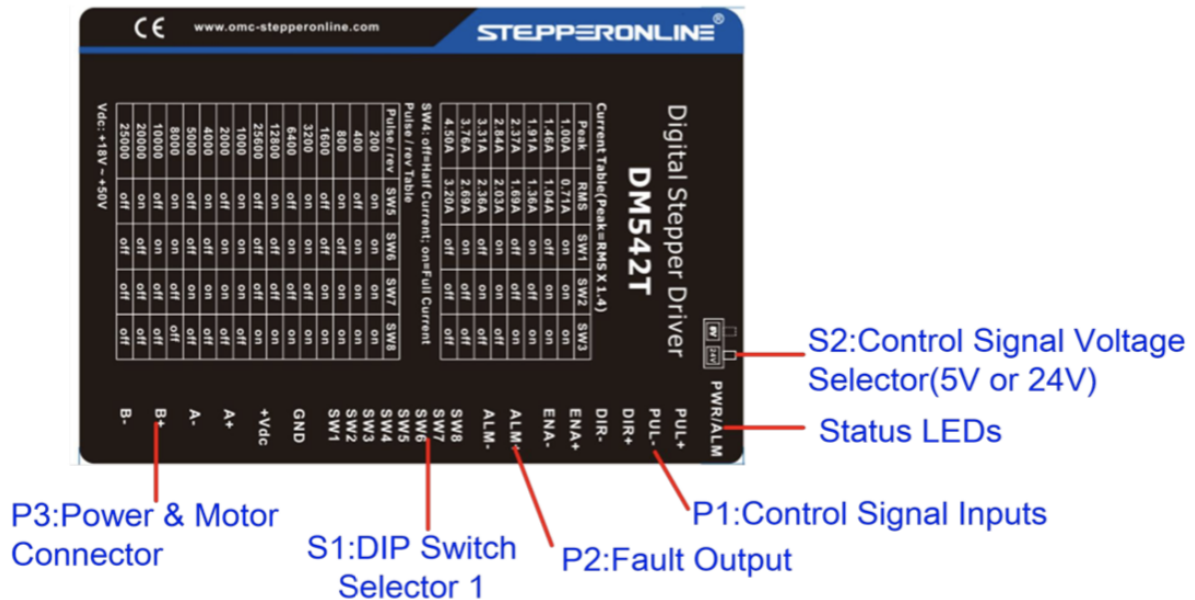 CE www.omc-stepperonline.com STEPPERONLINE®
Digital Stepper Driver
DM542T
Current Table(Peak=RMS X 1.4)
Peak RMS SW1 SW2 SW3
1.00A 0.71A on on on
1.46A 1.04A off on on
1.91A 1.36A on off on
2.37A 1.69A off off on
2.84A 2.03A on on off
3.31A 2.36A off on off
3.76A 2.69A on off off
4.50A 3.20A off off off
SW4: off=Half Current; on=Full Current
Pulse / rev Table
Pulse / rev SW5 SW6 SW7 SW8
200 on on on on
400 off on on on
800 on off on on
1600 off off on on
3200 on on off on
6400 off on off on
12800 on off off on
25600 off off off on
1000 on on on off
2000 off on on off
4000 on off on off
5000 off off on off
8000 on on off off
10000 off on off off
20000 on off off off
25000 off off off off
Vdc: +18V ~ +50V
5V 24V
PWR/ALM
PUL+
PUL-
DIR+
DIR-
ENA+
ENA-
ALM+
ALM-
SW8
SW7
SW6
SW5
SW4
SW3
SW2
SW1
GND
+Vdc
A+
A-
B+
B-
S2:Control Signal Voltage
Selector(5V or 24V)
Status LEDs
P1:Control Signal Inputs
P2:Fault Output
S1:DIP Switch
Selector 1
P3:Power & Motor
Connector